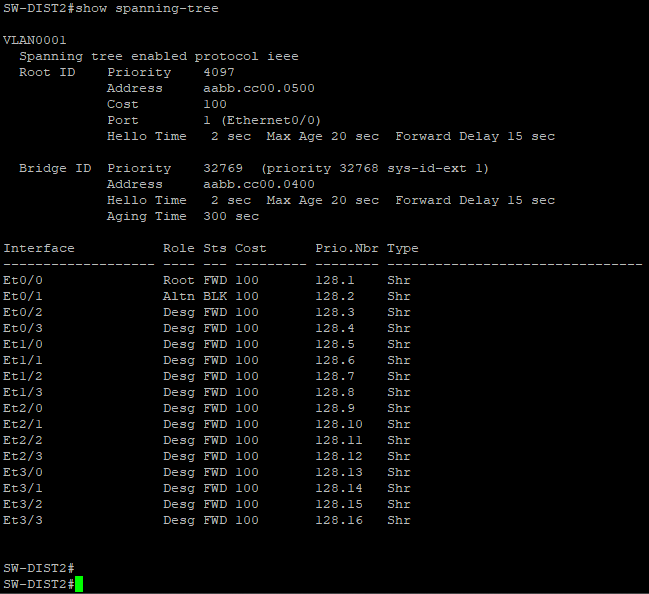 SW-DIST2#show spanning-tree

VLAN0001
  Spanning tree enabled protocol ieee
  Root ID    Priority    4097
             Address     aabb.cc00.0500
             Cost        100
             Port        1 (Ethernet0/0)
             Hello Time   2 sec  Max Age 20 sec  Forward Delay 15 sec

  Bridge ID  Priority    32769  (priority 32768 sys-id-ext 1)
             Address     aabb.cc00.0400
             Hello Time   2 sec  Max Age 20 sec  Forward Delay 15 sec
             Aging Time  300 sec

Interface           Role Sts Cost      Prio.Nbr Type
------------------- ---- --- --------- -------- --------------------------------
Et0/0               Root FWD 100       128.1    Shr
Et0/1               Altn BLK 100       128.2    Shr
Et0/2               Desg FWD 100       128.3    Shr
Et0/3               Desg FWD 100       128.4    Shr
Et1/0               Desg FWD 100       128.5    Shr
Et1/1               Desg FWD 100       128.6    Shr
Et1/2               Desg FWD 100       128.7    Shr
Et1/3               Desg FWD 100       128.8    Shr
Et2/0               Desg FWD 100       128.9    Shr
Et2/1               Desg FWD 100       128.10   Shr
Et2/2               Desg FWD 100       128.11   Shr
Et2/3               Desg FWD 100       128.12   Shr
Et3/0               Desg FWD 100       128.13   Shr
Et3/1               Desg FWD 100       128.14   Shr
Et3/2               Desg FWD 100       128.15   Shr
Et3/3               Desg FWD 100       128.16   Shr

SW-DIST2#
SW-DIST2#